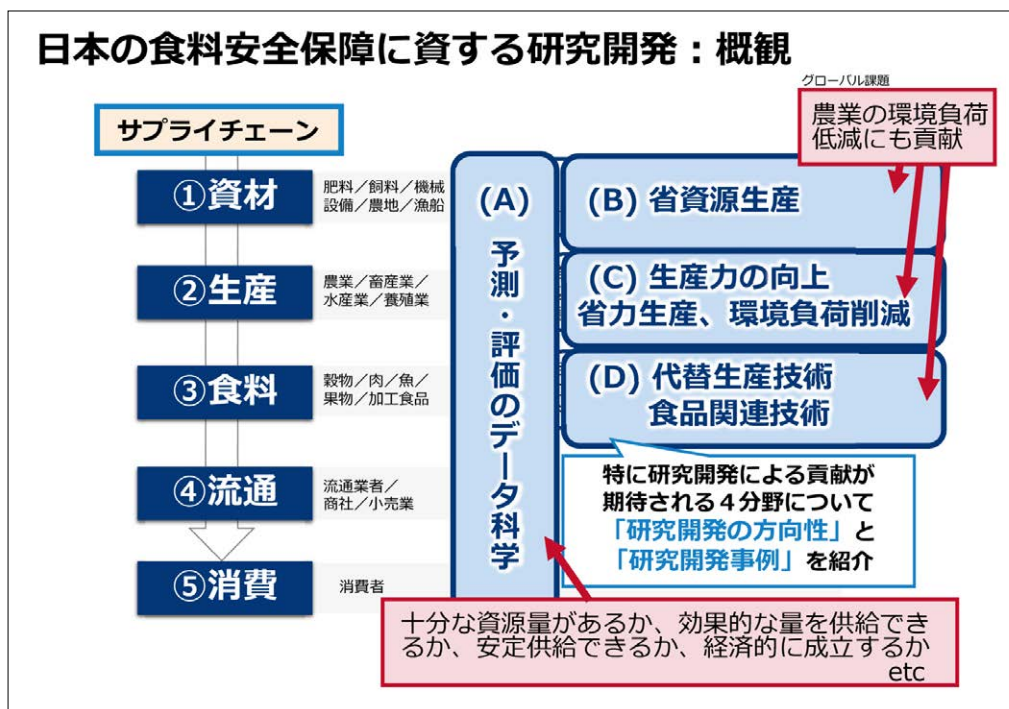 日本の食料安全保障に資する研究開発：概観
グローバル課題
農業の環境負荷
低減にも貢献
サプライチェーン
①資材
肥料／飼料／機械
設備／農地／漁船
②生産
農業／畜産業／
水産業／養殖業
③食料
穀物／肉／魚／
果物／加工食品
④流通
流通業者／
商社／小売業
⑤消費
消費者
(A)
予測・評価のデータ科学
(B) 省資源生産
(C) 生産力の向上
省力生産、環境負荷削減
(D) 代替生産技術
食品関連技術
特に研究開発による貢献が
期待される４分野について
「研究開発の方向性」と
「研究開発事例」を紹介
十分な資源量があるか、効果的な量を供給でき
るか、安定供給できるか、経済的に成立するか
etc